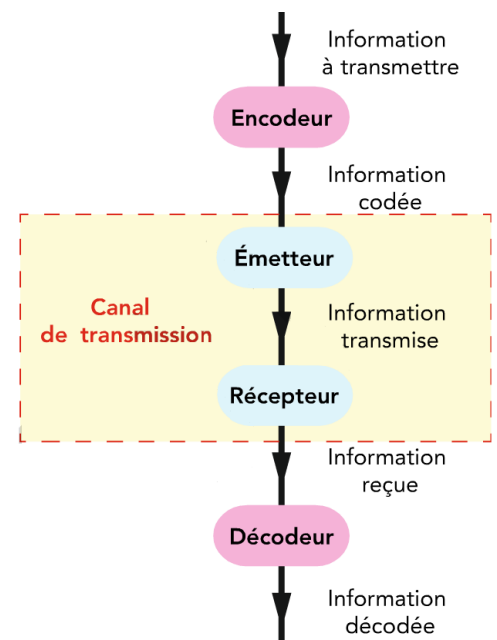 Information
à transmettre
Encodeur
Information
codée
Émetteur
Canal
de transmission
Information
transmise
Récepteur
Information
reçue
Décodeur
Information
décodée